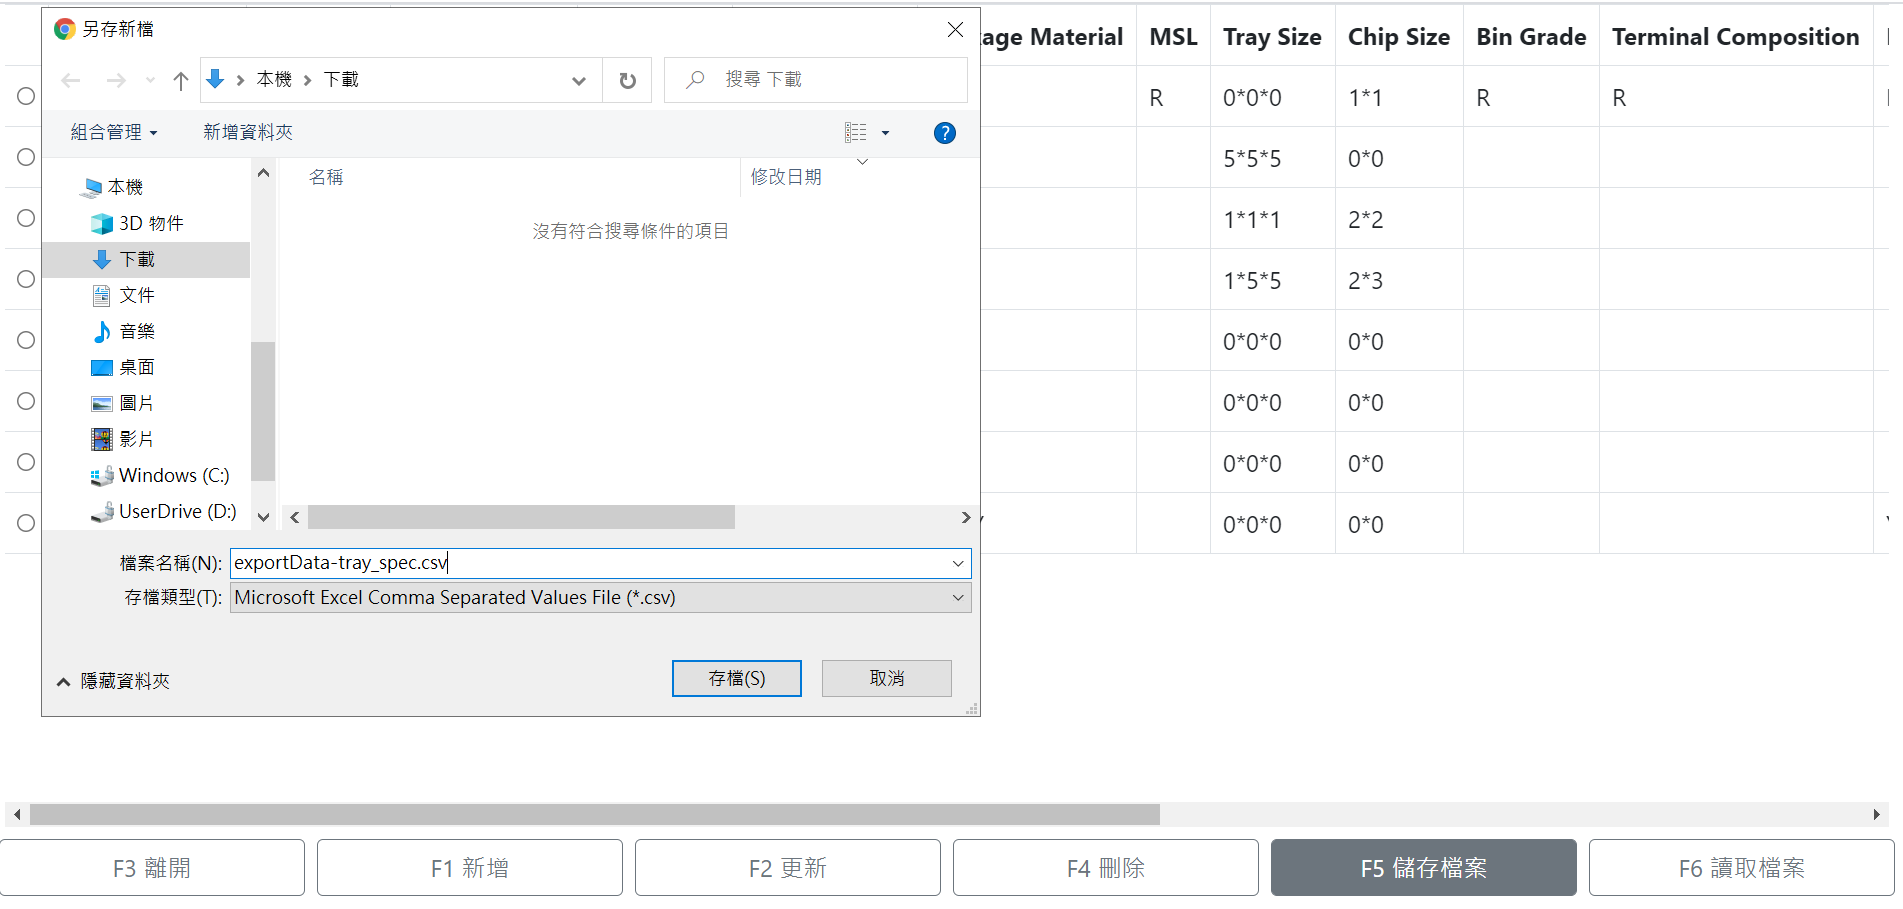 另存新檔
本機
下載
搜尋 下載
組合管理
新增資料夾
名稱
修改日期
沒有符合搜尋條件的項目
本機
3D 物件
下載
文件
音樂
桌面
圖片
影片
Windows (C:)
UserDrive (D:)
檔案名稱(N):
exportData-tray_spec.csv
存檔類型(T):
Microsoft Excel Comma Separated Values File (*.csv)
隱藏資料夾
存檔(S)
取消
age Material MSL Tray Size Chip Size Bin Grade Terminal Composition
R 0*0*0 1*1 R R
5*5*5 0*0
1*1*1 2*2
1*5*5 2*3
0*0*0 0*0
0*0*0 0*0
0*0*0 0*0
0*0*0 0*0
F3 離開
F1 新增
F2 更新
F4 刪除
F5 儲存檔案
F6 讀取檔案